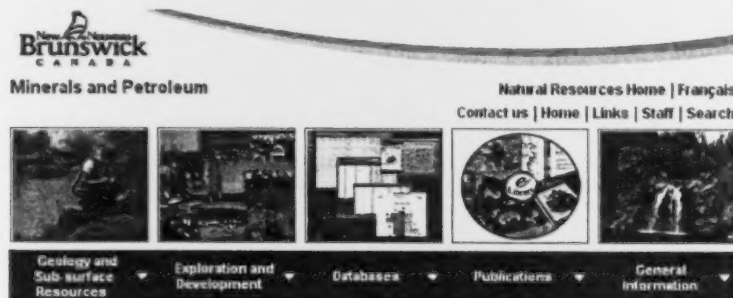 New Nouveau
Brunswick
CANADA
Minerals and Petroleum
Natural Resources Home | Français
Contact us | Home | Links | Staff | Search
Library
Geology and
Sub-surface
Resources
Exploration and
Development
Databases
Publications
General
Information